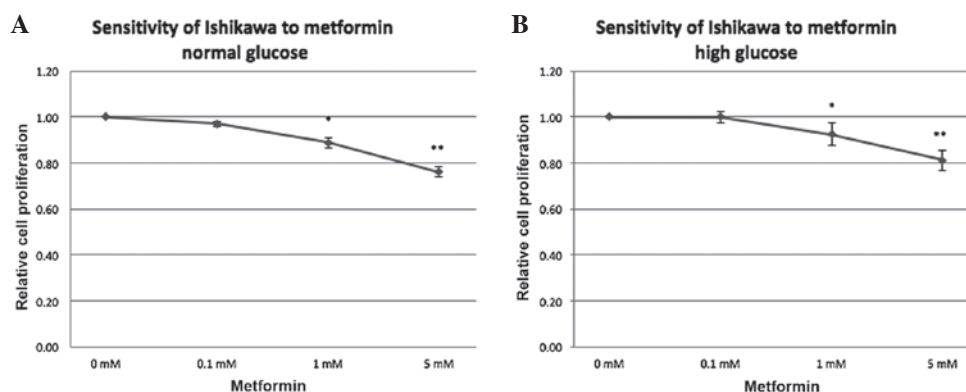 A
Sensitivity of Ishikawa to metformin
normal glucose
1.20
1.00
0.80
0.60
0.40
0.20
0.00
Relative cell proliferation
*
**
0 mM 0.1 mM 1 mM 5 mM
Metformin
B
Sensitivity of Ishikawa to metformin
high glucose
1.20
1.00
0.80
0.60
0.40
0.20
0.00
Relative cell proliferation
*
**
0 mM 0.1 mM 1 mM 5 mM
Metformin